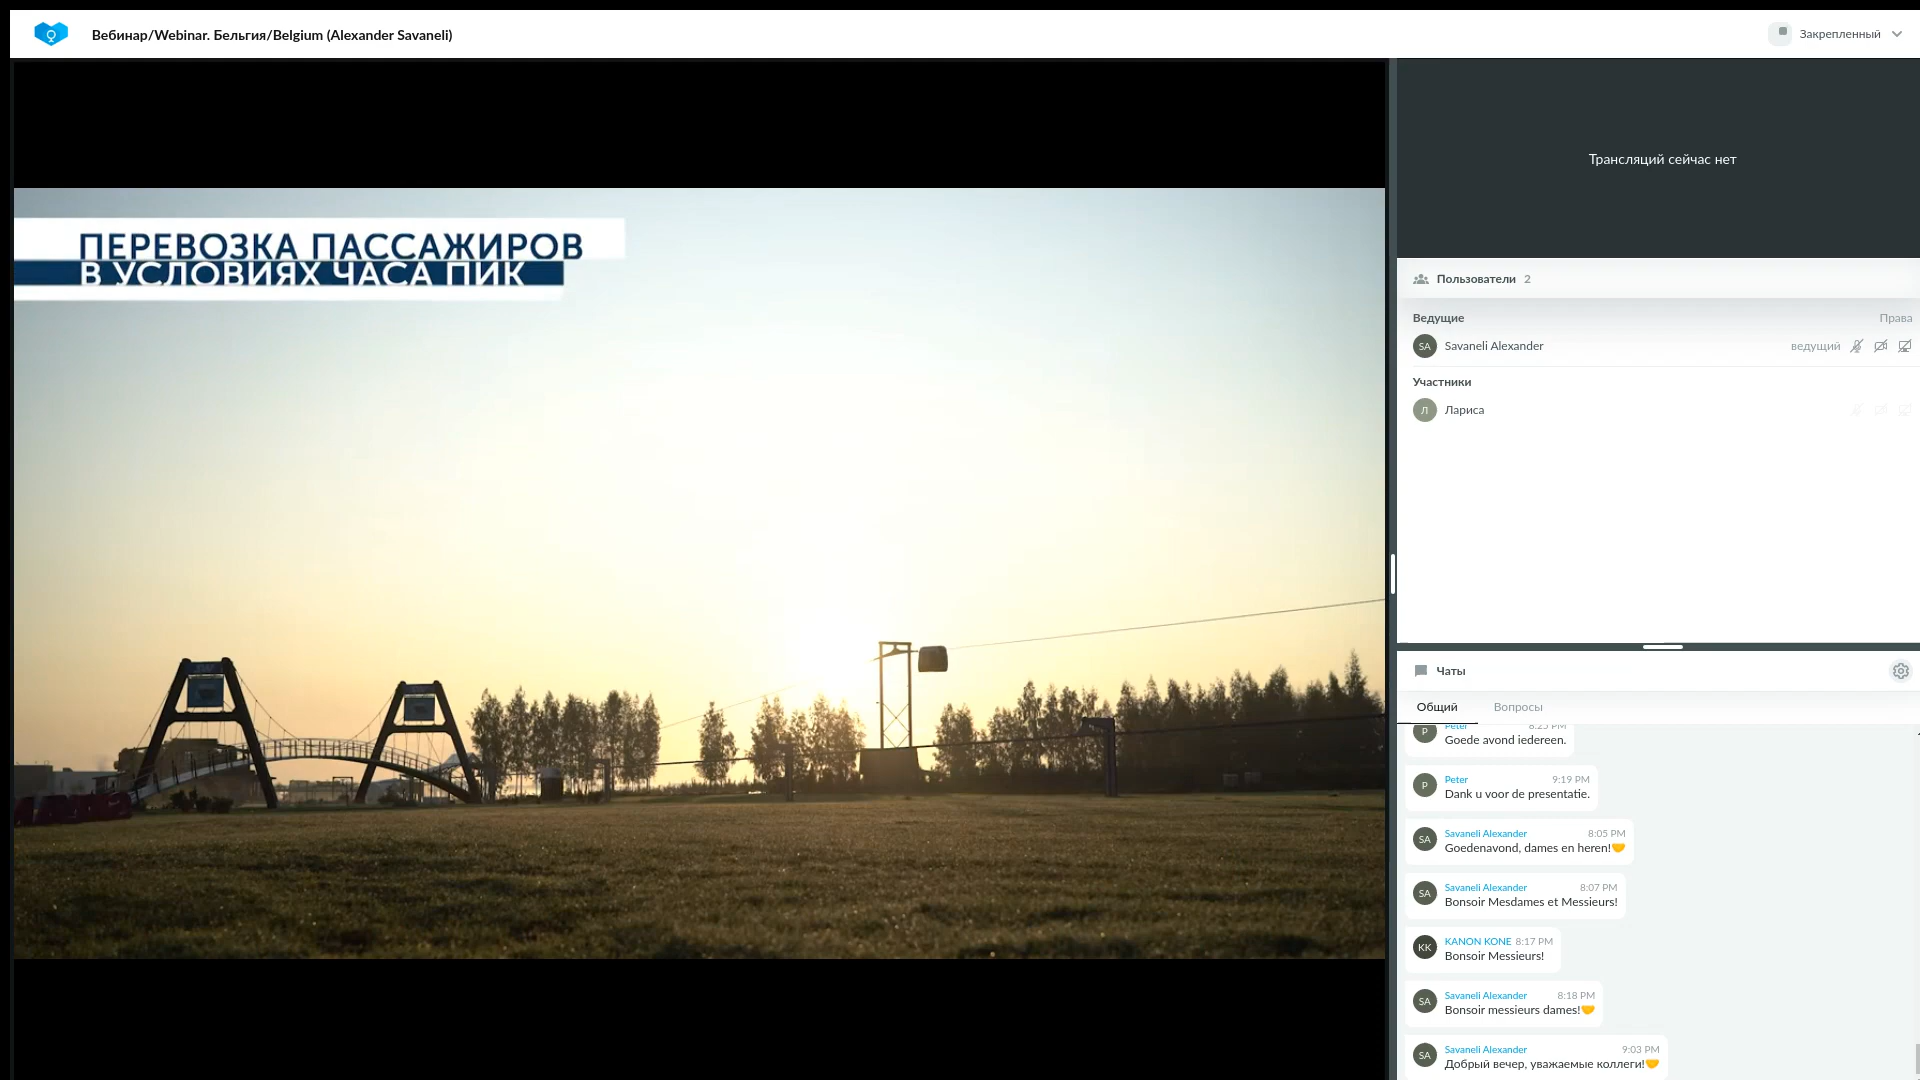 Вебинар/Webinar. Бельгия/Belgium (Alexander Savaneli)
Закрепленный
ПЕРЕВОЗКА ПАССАЖИРОВ
В УСЛОВИЯХ ЧАСА ПИК
Трансляций сейчас нет
Пользователи 2
Ведущие Права
SA Savaneli Alexander ведущий
Участники
Л Лариса
Чаты
Общий Вопросы
P Peter 8:25 PM
Goede avond iedereen.
P Peter 9:19 PM
Dank u voor de presentatie.
SA Savaneli Alexander 8:05 PM
Goedenavond, dames en heren!🤝
SA Savaneli Alexander 8:07 PM
Bonsoir Mesdames et Messieurs!
KK KANON KONE 8:17 PM
Bonsoir Messieurs!
SA Savaneli Alexander 8:18 PM
Bonsoir messieurs dames!🤝
SA Savaneli Alexander 9:03 PM
Добрый вечер, уважаемые коллеги!🤝